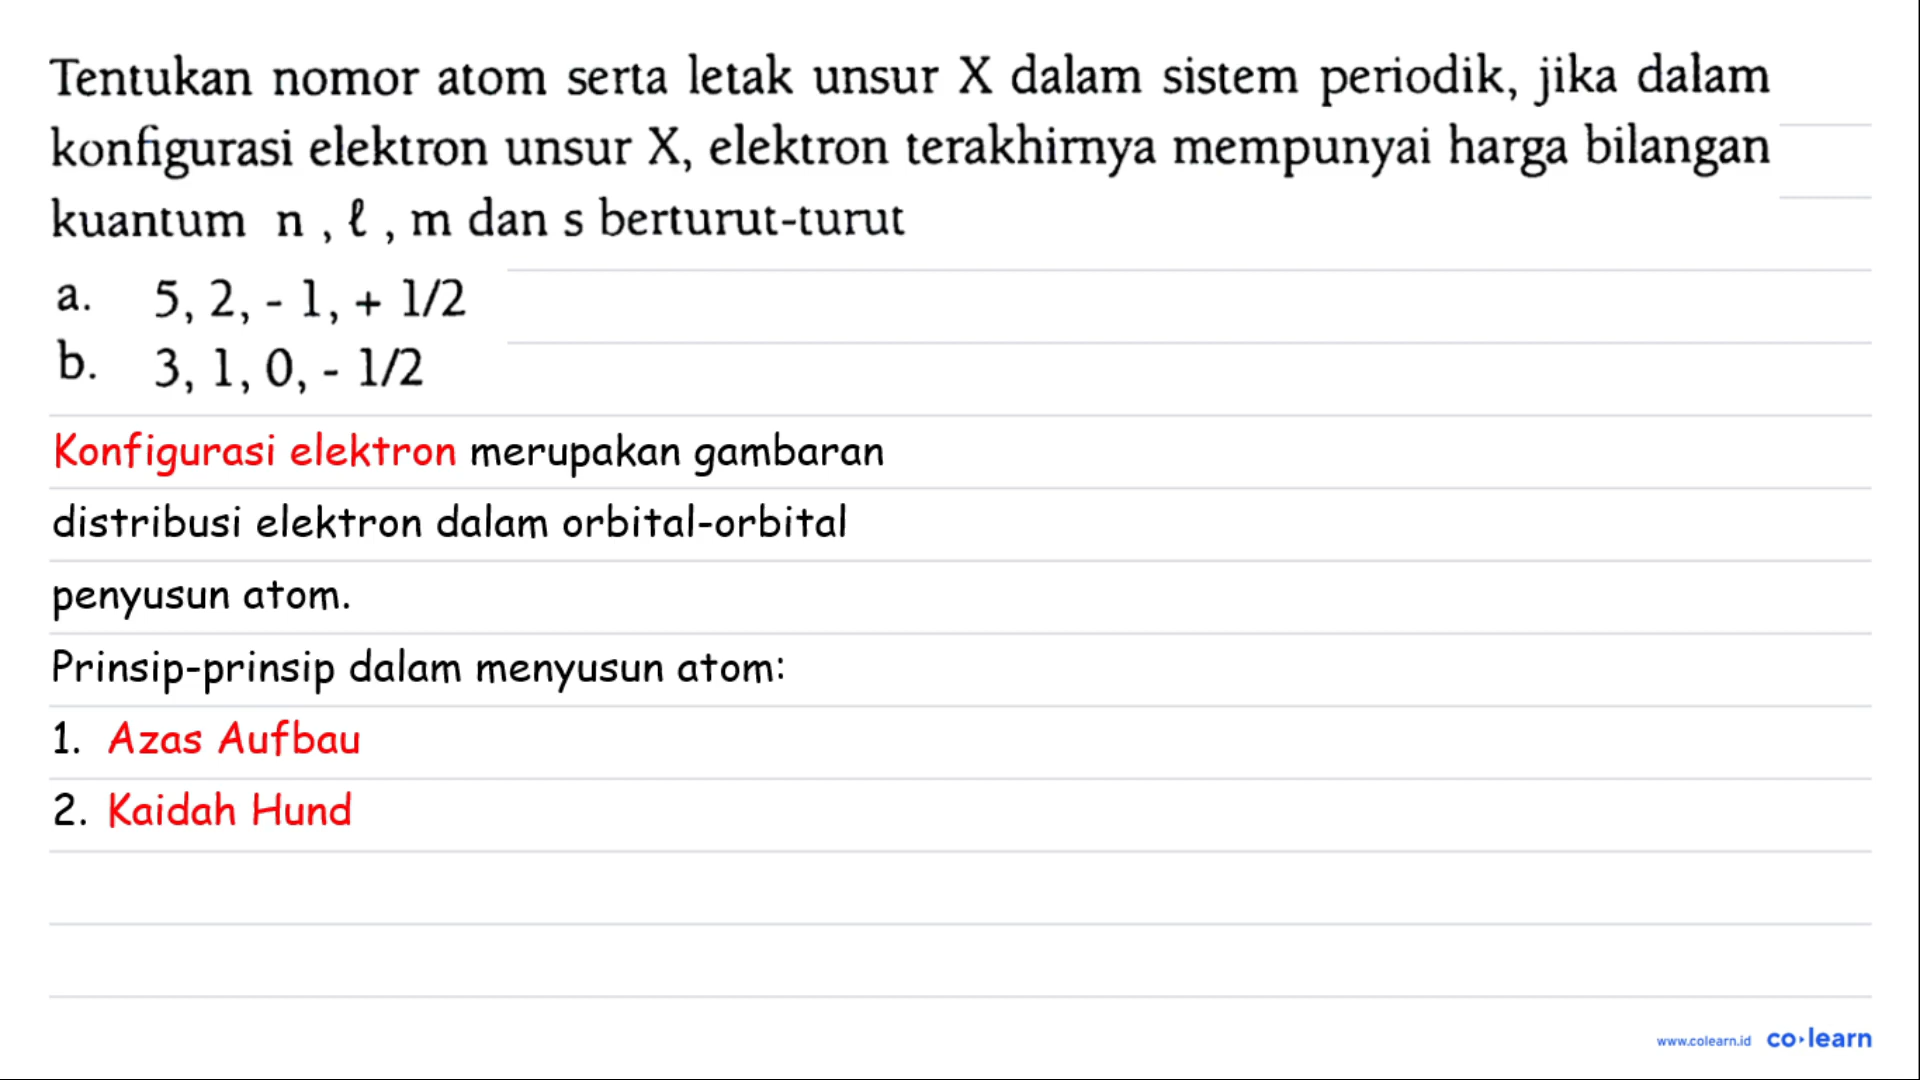 Tentukan nomor atom serta letak unsur X dalam sistem periodik, jika dalam
konfigurasi elektron unsur X, elektron terakhirnya mempunyai harga bilangan
kuantum n , ℓ , m dan s berturut-turut
a. 5, 2, - 1, + 1/2
b. 3, 1, 0, - 1/2
Konfigurasi elektron merupakan gambaran
distribusi elektron dalam orbital-orbital
penyusun atom.
Prinsip-prinsip dalam menyusun atom:
1. Azas Aufbau
2. Kaidah Hund
www.colearn.id co learn